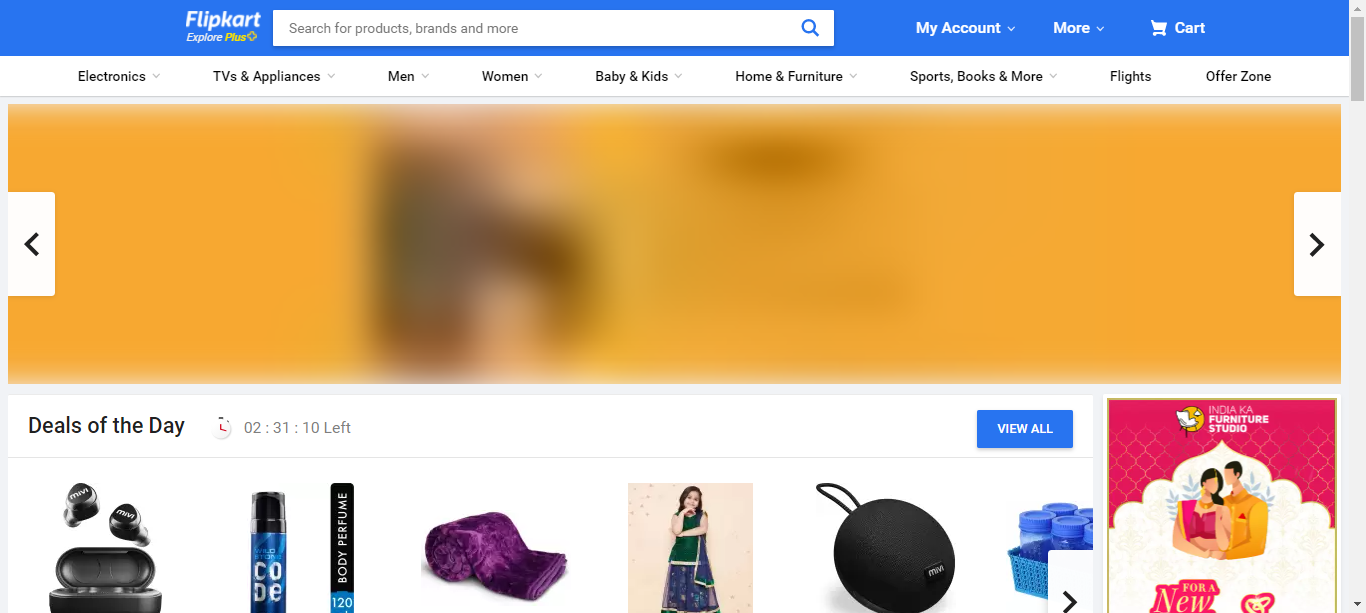 Flipkart
Explore Plus
Search for products, brands and more
My Account
More
Cart
Electronics
TVs & Appliances
Men
Women
Baby & Kids
Home & Furniture
Sports, Books & More
Flights
Offer Zone
Deals of the Day
02 : 31 : 10 Left
VIEW ALL
INDIA KA
FURNITURE
STUDIO
mivi
mivi
WILD
STONE
CO
DE
BODY PERFUME
120
mivi
FOR A
New